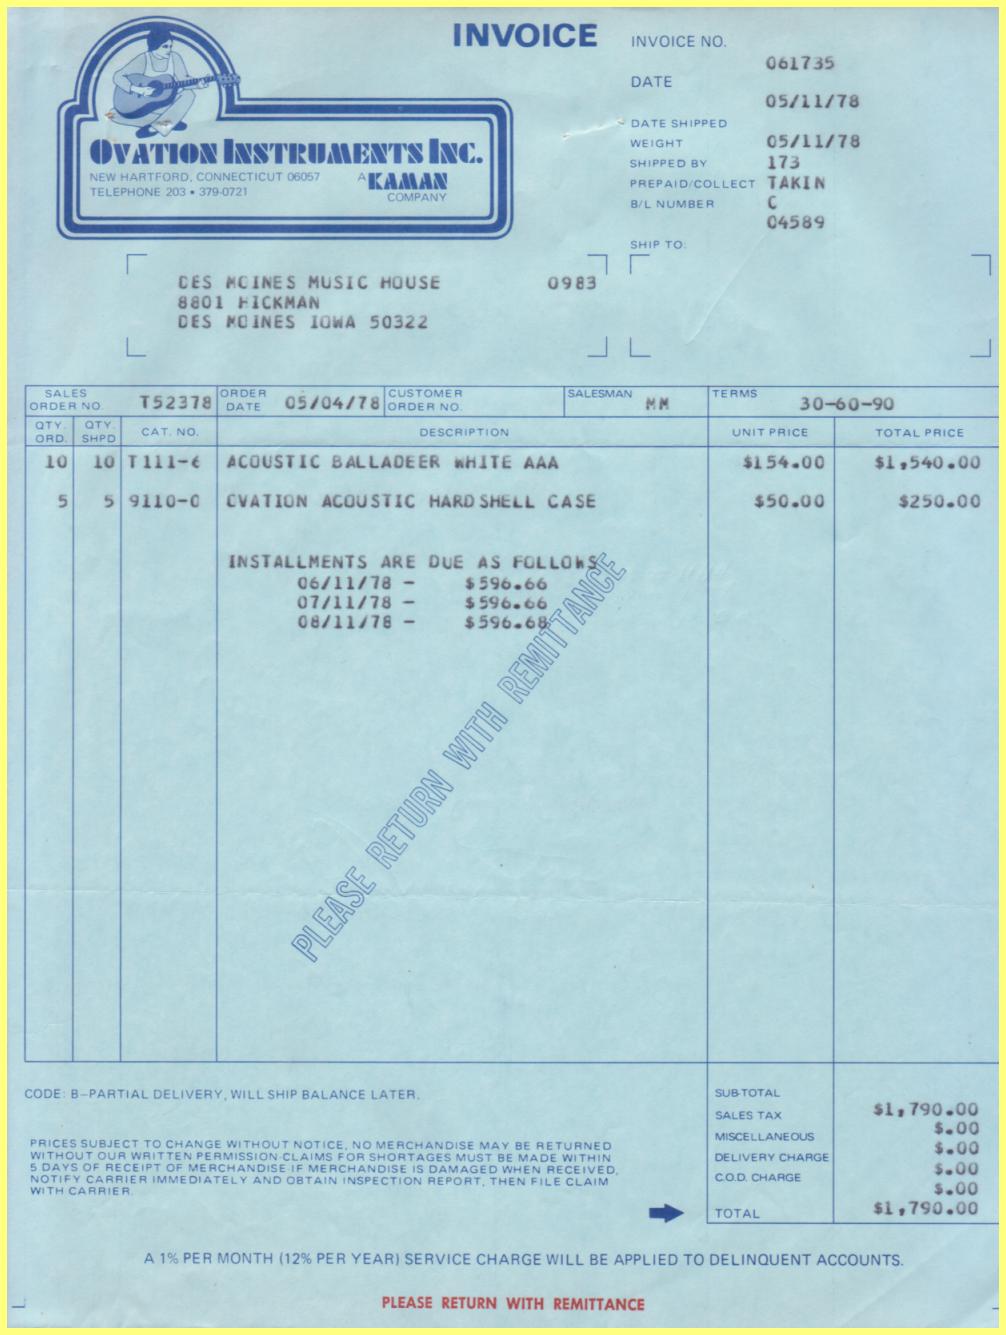 INVOICE
INVOICE NO.
061735
DATE
05/11/78
DATE SHIPPED
WEIGHT 05/11/78
SHIPPED BY 173
PREPAID/COLLECT TAKIN
B/L NUMBER C
04589
OVATION INSTRUMENTS INC.
NEW HARTFORD, CONNECTICUT 06057
TELEPHONE 203 • 379-0721
A KAMAN
COMPANY
SHIP TO:
DES MOINES MUSIC HOUSE 0983
8801 HICKMAN
DES MOINES IOWA 50322
SALES ORDER NO. T52378 ORDER DATE 05/04/78 CUSTOMER ORDER NO. SALESMAN MM TERMS 30-60-90
QTY. ORD. QTY. SHPD CAT. NO. DESCRIPTION UNIT PRICE TOTAL PRICE
10 10 T111-6 ACOUSTIC BALLADEER WHITE AAA $154.00 $1,540.00
5 5 9110-0 OVATION ACOUSTIC HARDSHELL CASE $50.00 $250.00
INSTALLMENTS ARE DUE AS FOLLOWS
06/11/78 - $596.66
07/11/78 - $596.66
08/11/78 - $596.68
PLEASE RETURN WITH REMITTANCE
CODE: B-PARTIAL DELIVERY, WILL SHIP BALANCE LATER.
PRICES SUBJECT TO CHANGE WITHOUT NOTICE, NO MERCHANDISE MAY BE RETURNED
WITHOUT OUR WRITTEN PERMISSION-CLAIMS FOR SHORTAGES MUST BE MADE WITHIN
5 DAYS OF RECEIPT OF MERCHANDISE IF MERCHANDISE IS DAMAGED WHEN RECEIVED,
NOTIFY CARRIER IMMEDIATELY AND OBTAIN INSPECTION REPORT, THEN FILE CLAIM
WITH CARRIER.
SUB-TOTAL $1,790.00
SALES TAX $.00
MISCELLANEOUS $.00
DELIVERY CHARGE $.00
C.O.D. CHARGE $.00
TOTAL $1,790.00
A 1% PER MONTH (12% PER YEAR) SERVICE CHARGE WILL BE APPLIED TO DELINQUENT ACCOUNTS.
PLEASE RETURN WITH REMITTANCE